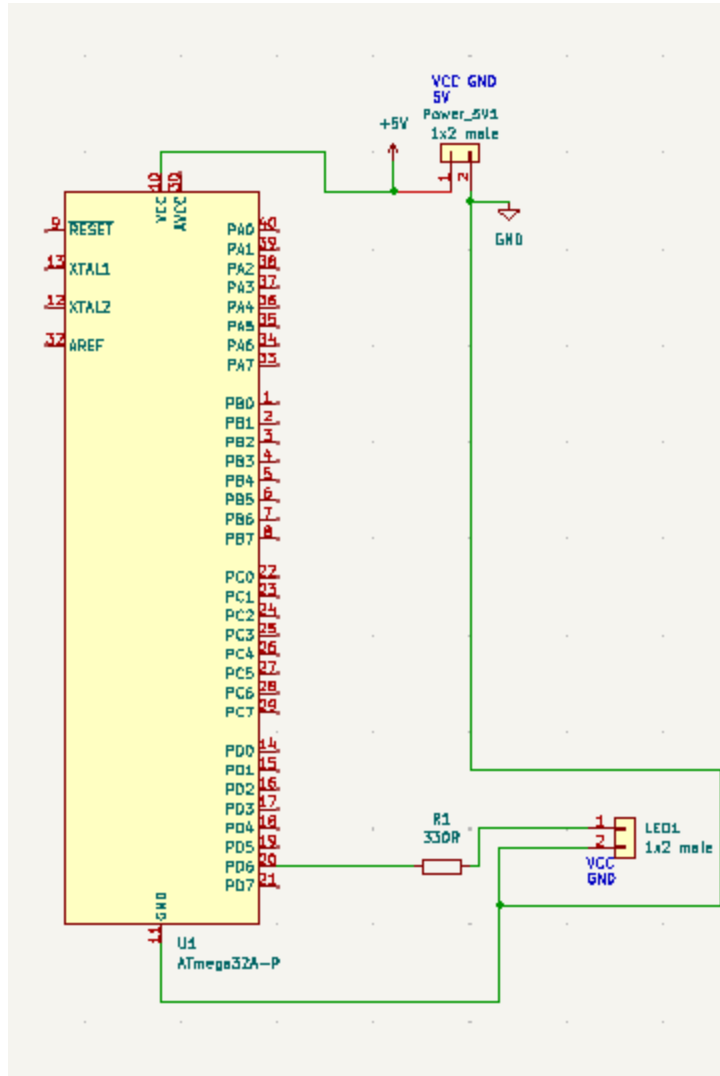 VCC GND
5V
Power_5V1
1x2 male
+5V
1
2
GND
10
30
VCC
AVCC
9
RESET
13
XTAL1
12
XTAL2
32
AREF
PA0 40
PA1 39
PA2 38
PA3 37
PA4 36
PA5 35
PA6 34
PA7 33
PB0 1
PB1 2
PB2 3
PB3 4
PB4 5
PB5 6
PB6 7
PB7 8
PC0 22
PC1 23
PC2 24
PC3 25
PC4 26
PC5 27
PC6 28
PC7 29
PD0 14
PD1 15
PD2 16
PD3 17
PD4 18
PD5 19
PD6 20
PD7 21
R1
330R
1
2
LED1
1x2 male
VCC
GND
GND
11
U1
ATmega32A-P